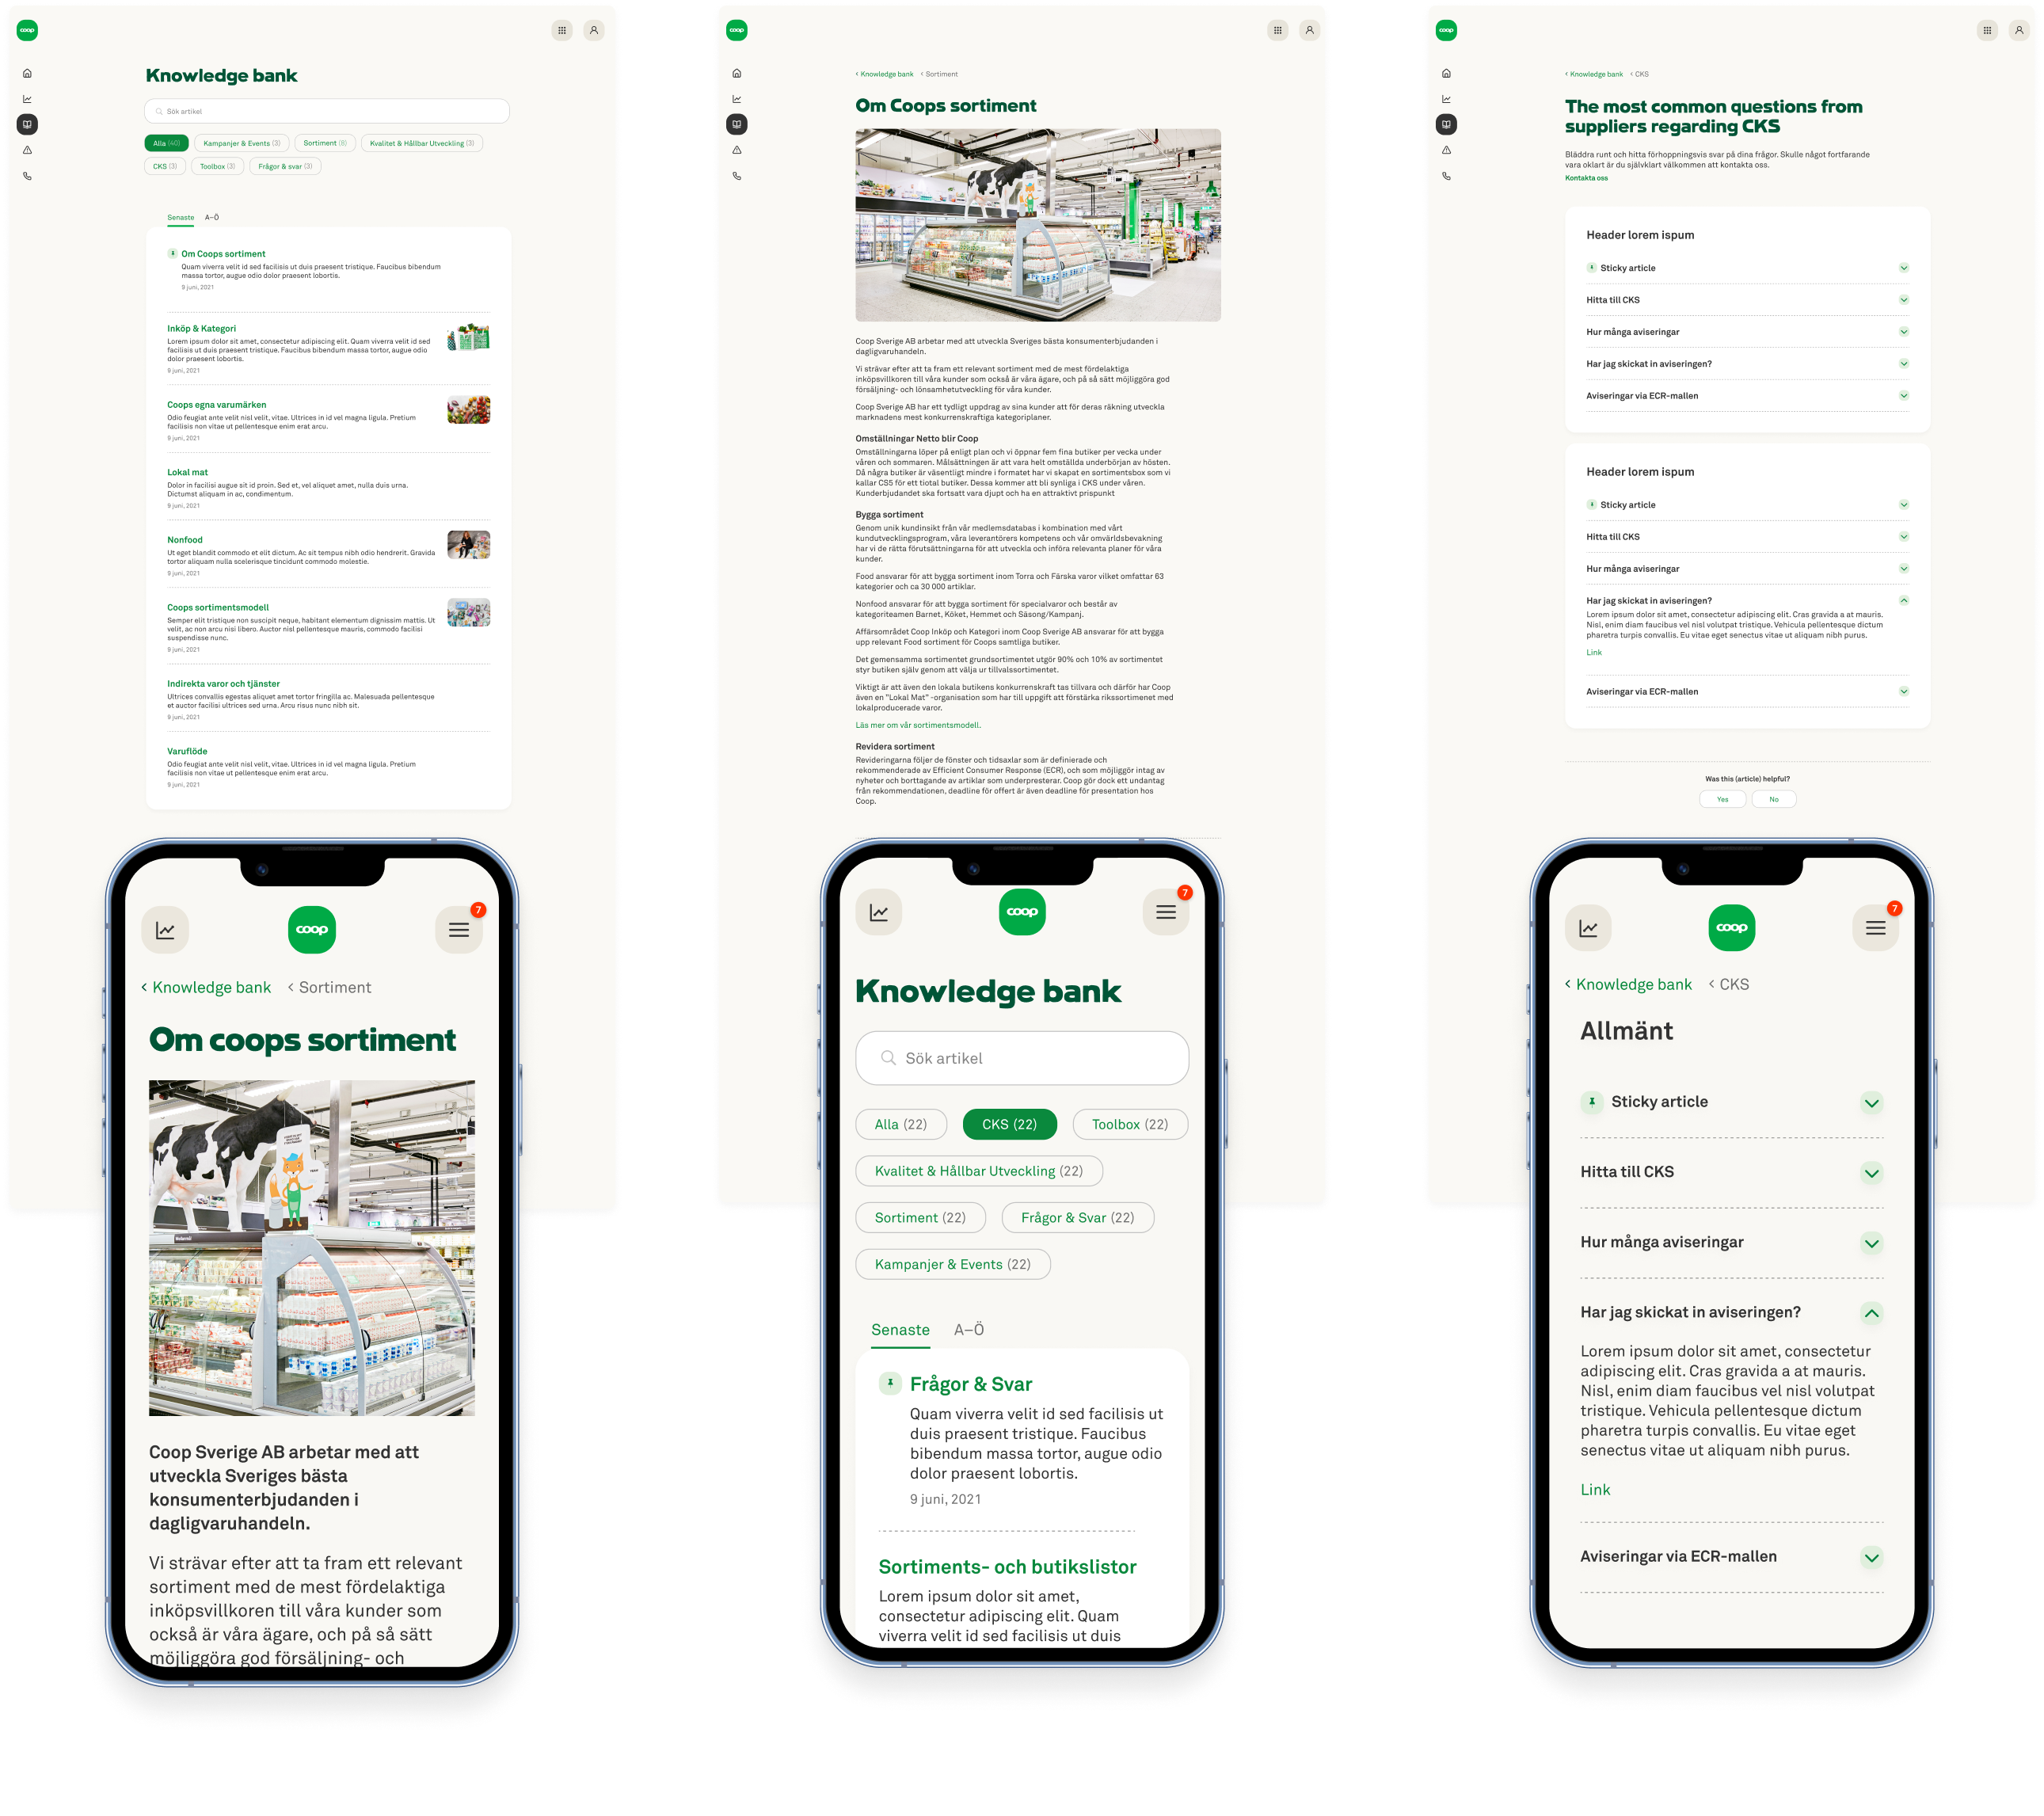 coop
Knowledge bank
Sök artikel
Alla (40)
Kampanjer & Events (3)
Sortiment (8)
Kvalitet & Hållbar Utveckling (3)
CKS (3)
Toolbox (3)
Frågor & svar (3)
Senaste
A–Ö
Om Coops sortiment
Quam viverra velit id sed facilisis ut duis praesent tristique. Faucibus bibendum
massa tortor, augue odio dolor praesent lobortis.
9 juni, 2021
Inköp & Kategori
Lorem ipsum dolor sit amet, consectetur adipiscing elit. Quam viverra velit id sed
facilisis ut duis praesent tristique. Faucibus bibendum massa tortor, augue odio
dolor praesent lobortis.
9 juni, 2021
Coops egna varumärken
Odio feugiat ante velit nisl velit, vitae. Ultrices in id vel magna ligula. Pretium
facilisis non vitae ut pellentesque enim erat arcu.
9 juni, 2021
Lokal mat
Dolor in facilisi augue sit id proin. Sed et, vel aliquet amet, nulla duis urna.
Dictumst aliquam in ac, condimentum.
9 juni, 2021
Nonfood
Ut eget blandit commodo et elit dictum. Ac sit tempus nibh odio hendrerit. Gravida
tortor aliquam nulla scelerisque tincidunt commodo molestie.
9 juni, 2021
Coops sortimentsmodell
Semper elit tristique non suscipit neque, habitant elementum dignissim mattis. Ut
velit, ac non arcu nisi libero. Auctor nisl pellentesque mauris, commodo facilisi
suspendisse nunc.
9 juni, 2021
Indirekta varor och tjänster
Ultrices convallis egestas aliquet amet tortor fringilla ac. Malesuada pellentesque
et auctor facilisi ultrices sed urna. Arcu risus nunc nibh sit.
9 juni, 2021
Varuflöde
Odio feugiat ante velit nisl velit, vitae. Ultrices in id vel magna ligula. Pretium
facilisis non vitae ut pellentesque enim erat arcu.
9 juni, 2021
coop
7
Knowledge bank
Sortiment
Om coops sortiment
Coop Sverige AB arbetar med att
utveckla Sveriges bästa
konsumenterbjudanden i
dagligvaruhandeln.
Vi strävar efter att ta fram ett relevant
sortiment med de mest fördelaktiga
inköpsvillkoren till våra kunder som
också är våra ägare, och på så sätt
möjliggöra god försäljning- och
coop
Knowledge bank
Sortiment
Om Coops sortiment
Coop Sverige AB arbetar med att utveckla Sveriges bästa konsumenterbjudanden i
dagligvaruhandeln.
Vi strävar efter att ta fram ett relevant sortiment med de mest fördelaktiga
inköpsvillkoren till våra kunder som också är våra ägare, och på så sätt möjliggöra god
försäljning- och lönsamhetutveckling för våra kunder.
Coop Sverige AB har ett tydligt uppdrag av sina kunder att för deras räkning utveckla
marknadens mest konkurrenskraftiga kategoriplaner.
Omställningar Netto blir Coop
Omställningarna löper på enligt plan och vi öppnar fem fina butiker per vecka under
våren och sommaren. Målsättningen är att vara helt omställda underbörjan av hösten.
Då några butiker är väsentligt mindre i formatet har vi skapat en sortimentsbox som vi
kallar CS5 för ett tiotal butiker. Dessa kommer att bli synliga i CKS under våren.
Kunderbjudandet ska fortsatt vara djupt och ha en attraktivt prispunkt
Bygga sortiment
Genom unik kundinsikt från vår medlemsdatabas i kombination med vårt
kundutvecklingsprogram, våra leverantörers kompetens och vår omvärldsbevakning
har vi de rätta förutsättningarna för att utveckla och införa relevanta planer för våra
kunder.
Food ansvarar för att bygga sortiment inom Torra och Färska varor vilket omfattar 63
kategorier och ca 30 000 artiklar.
Nonfood ansvarar för att bygga sortiment för specialvaror och består av
kategoriteamen Barnet, Köket, Hemmet och Säsong/Kampanj.
Affärsområdet Coop Inköp och Kategori inom Coop Sverige AB ansvarar för att bygga
upp relevant Food sortiment för Coops samtliga butiker.
Det gemensamma sortimentet grundsortimentet utgör 90% och 10% av sortimentet
styr butiken själv genom att välja ur tillvalssortimentet.
Viktigt är att även den lokala butikens konkurrenskraft tas tillvara och därför har Coop
även en "Lokal Mat" -organisation som har till uppgift att förstärka rikssortimenet med
lokalproducerade varor.
Läs mer om vår sortimentsmodell.
Revidera sortiment
Revideringarna följer de fönster och tidsaxlar som är definierade och
rekommenderade av Efficient Consumer Response (ECR), och som möjliggör intag av
nyheter och borttagande av artiklar som underpresterar. Coop gör dock ett undantag
från rekommendationen, deadline för offert är även deadline för presentation hos
Coop.
coop
7
Knowledge bank
Sök artikel
Alla (22)
CKS (22)
Toolbox (22)
Kvalitet & Hållbar Utveckling (22)
Sortiment (22)
Frågor & Svar (22)
Kampanjer & Events (22)
Senaste
A–Ö
Frågor & Svar
Quam viverra velit id sed facilisis ut
duis praesent tristique. Faucibus
bibendum massa tortor, augue odio
dolor praesent lobortis.
9 juni, 2021
Sortiments- och butikslistor
Lorem ipsum dolor sit amet,
consectetur adipiscing elit. Quam
viverra velit id sed facilisis ut duis
coop
Knowledge bank
CKS
The most common questions from
suppliers regarding CKS
Bläddra runt och hitta förhoppningsvis svar på dina frågor. Skulle något fortfarande
vara oklart är du självklart välkommen att kontakta oss.
Kontakta oss
Header lorem ispum
Sticky article
Hitta till CKS
Hur många aviseringar
Har jag skickat in aviseringen?
Aviseringar via ECR-mallen
Header lorem ispum
Sticky article
Hitta till CKS
Hur många aviseringar
Har jag skickat in aviseringen?
Lorem ipsum dolor sit amet, consectetur adipiscing elit. Cras gravida a at mauris.
Nisl, enim diam faucibus vel nisl volutpat tristique. Vehicula pellentesque dictum
pharetra turpis convallis. Eu vitae eget senectus vitae ut aliquam nibh purus.
Link
Aviseringar via ECR-mallen
Was this (article) helpful?
Yes
No
coop
7
Knowledge bank
CKS
Allmänt
Sticky article
Hitta till CKS
Hur många aviseringar
Har jag skickat in aviseringen?
Lorem ipsum dolor sit amet, consectetur
adipiscing elit. Cras gravida a at mauris.
Nisl, enim diam faucibus vel nisl volutpat
tristique. Vehicula pellentesque dictum
pharetra turpis convallis. Eu vitae eget
senectus vitae ut aliquam nibh purus.
Link
Aviseringar via ECR-mallen